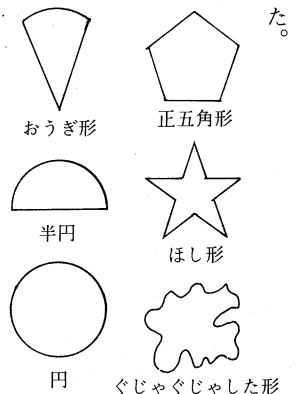 た。
おうぎ形
正五角形
半円
ほし形
円
ぐじゃぐじゃした形